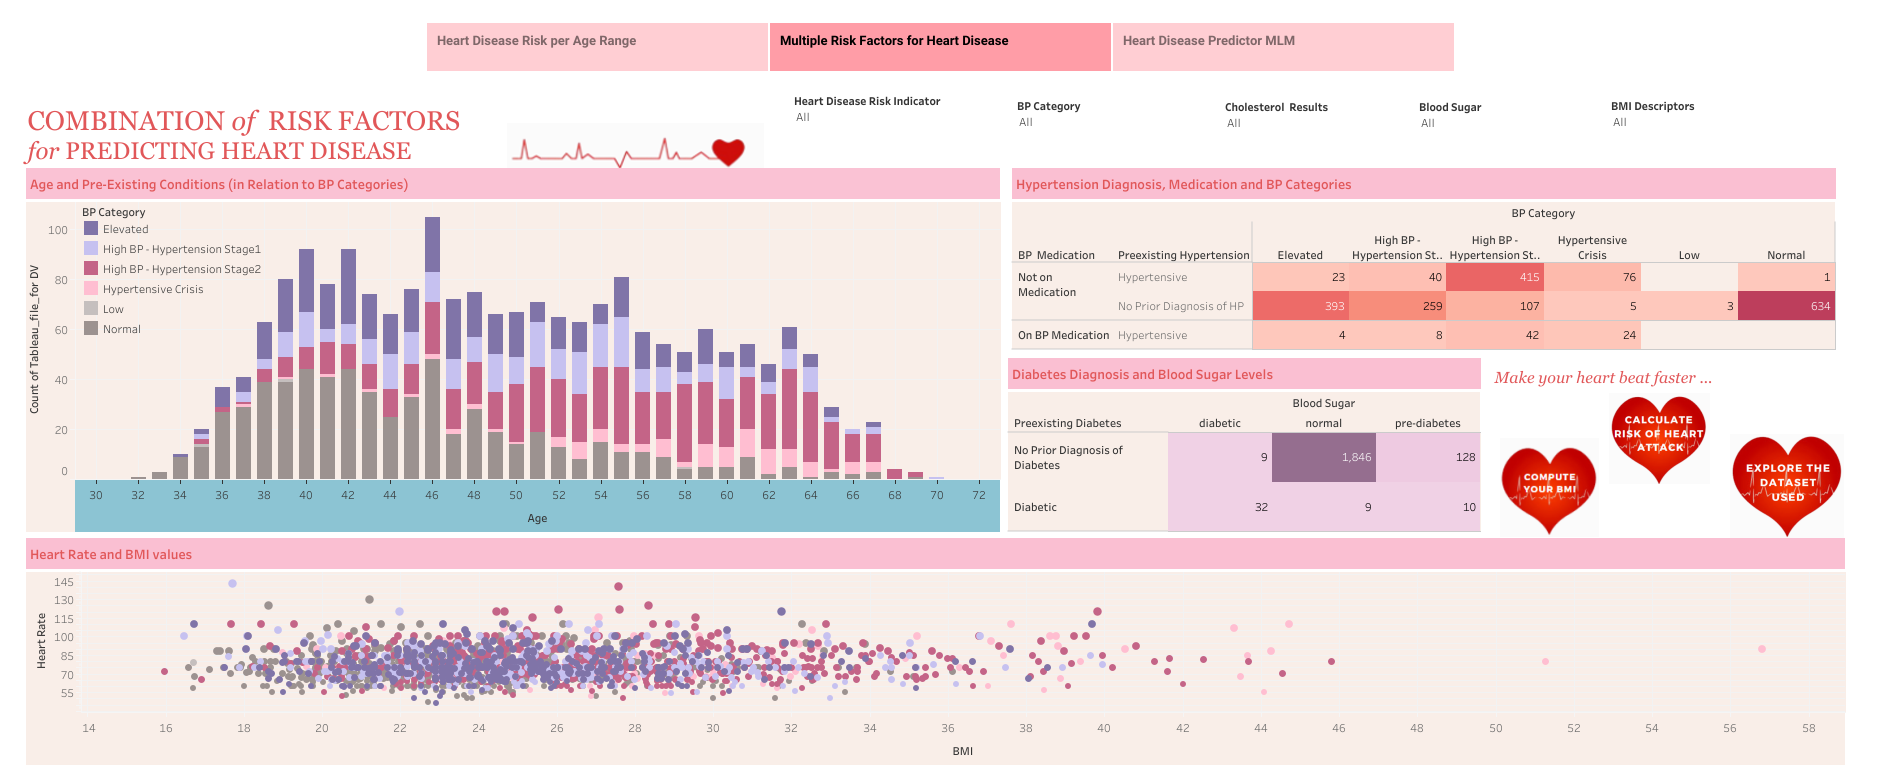 Heart Disease Risk per Age Range
Multiple Risk Factors for Heart Disease
Heart Disease Predictor MLM
COMBINATION of RISK FACTORS
for PREDICTING HEART DISEASE
Heart Disease Risk Indicator
All
BP Category
All
Cholesterol Results
All
Blood Sugar
All
BMI Descriptors
All
Age and Pre-Existing Conditions (in Relation to BP Categories)
BP Category
Elevated
High BP - Hypertension Stage1
High BP - Hypertension Stage2
Hypertensive Crisis
Low
Normal
Count of Tableau_file_for DV
100
80
60
40
20
0
30 32 34 36 38 40 42 44 46 48 50 52 54 56 58 60 62 64 66 68 70 72
Age
Hypertension Diagnosis, Medication and BP Categories
BP Category
BP Medication Preexisting Hypertension Elevated High BP - Hypertension St.. High BP - Hypertension St.. Hypertensive Crisis Low Normal
Not on Medication Hypertensive 23 40 415 76 1
No Prior Diagnosis of HP 393 259 107 5 3 634
On BP Medication Hypertensive 4 8 42 24
Diabetes Diagnosis and Blood Sugar Levels
Blood Sugar
Preexisting Diabetes diabetic normal pre-diabetes
No Prior Diagnosis of Diabetes 9 1,846 128
Diabetic 32 9 10
Make your heart beat faster ...
COMPUTE
YOUR BMI
CALCULATE
RISK OF HEART
ATTACK
EXPLORE THE
DATASET
USED
Heart Rate and BMI values
Heart Rate
145
130
115
100
85
70
55
14 16 18 20 22 24 26 28 30 32 34 36 38 40 42 44 46 48 50 52 54 56 58
BMI